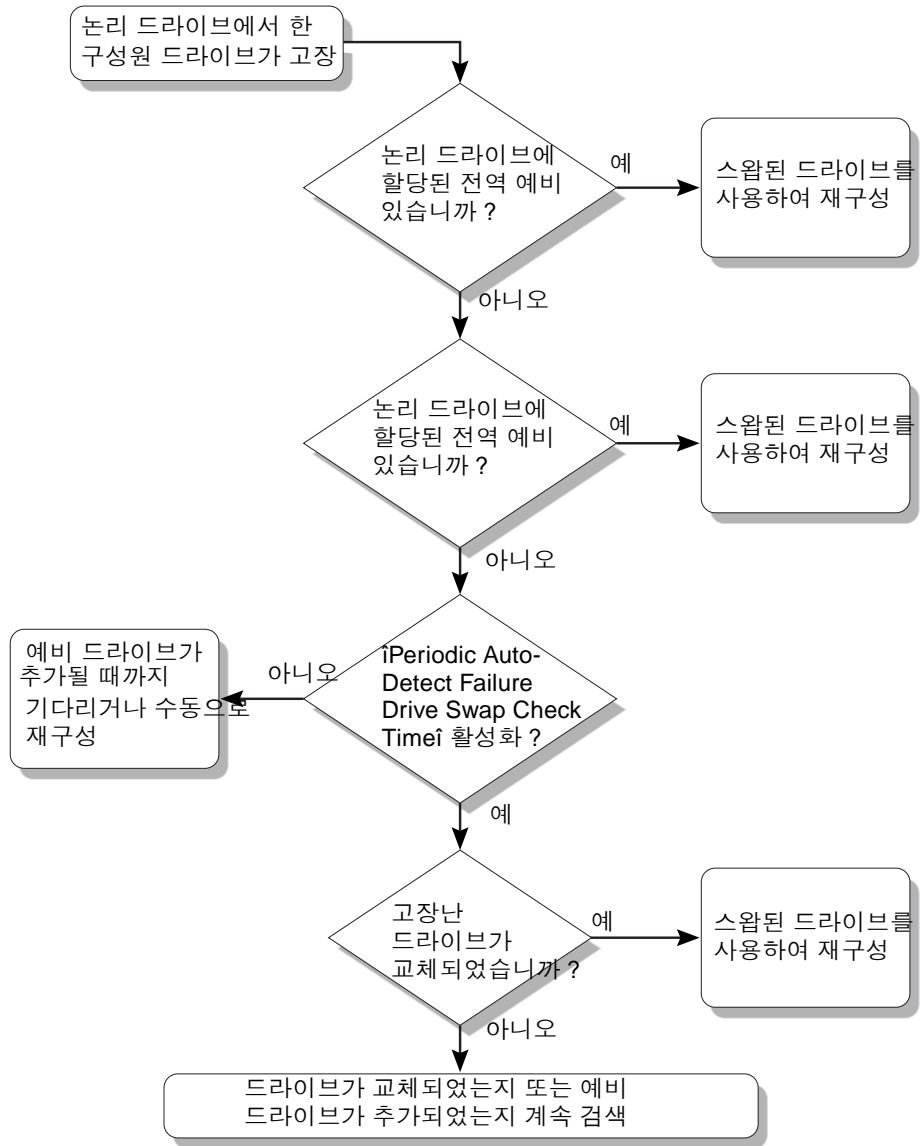 논리 드라이브에서 한
구성원 드라이브가 고장
논리 드라이브에
할당된 전역 예비
있습니까 ?
예
스왑된 드라이브를
사용하여 재구성
아니오
논리 드라이브에
할당된 전역 예비
있습니까 ?
예
스왑된 드라이브를
사용하여 재구성
아니오
îPeriodic Auto-
Detect Failure
Drive Swap Check
Timeî 활성화 ?
아니오
예비 드라이브가
추가될 때까지
기다리거나 수동으로
재구성
예
고장난
드라이브가
교체되었습니까 ?
예
스왑된 드라이브를
사용하여 재구성
아니오
드라이브가 교체되었는지 또는 예비
드라이브가 추가되었는지 계속 검색